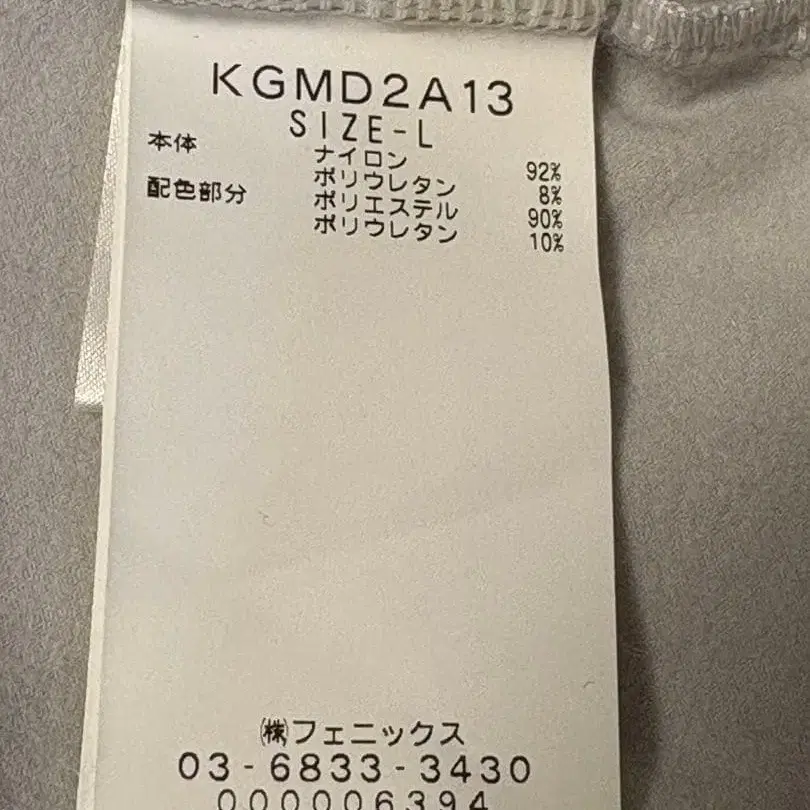 KGMD2A13
SIZE-L
本体 ナイロン 92%
ポリウレタン 8%
配色部分 ポリエステル 90%
ポリウレタン 10%
㈱フェニックス
03-6833-3430
000006394